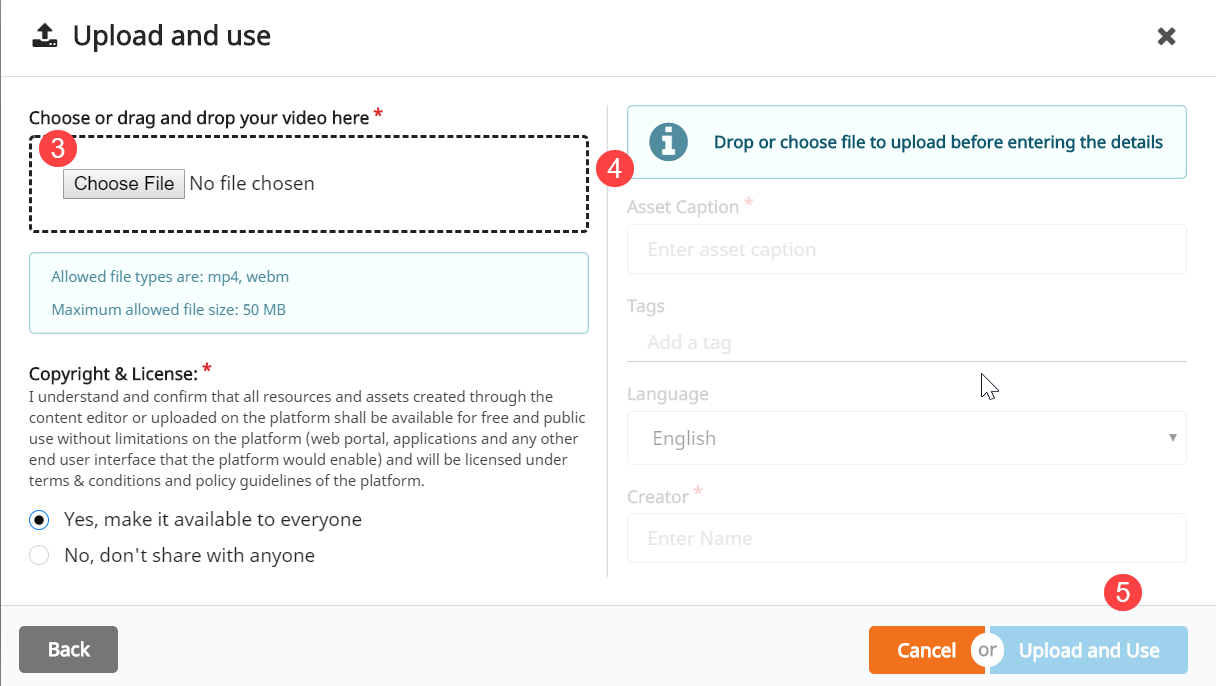 Upload and use
Choose or drag and drop your video here *
3
Choose File No file chosen
Allowed file types are: mp4, webm
Maximum allowed file size: 50 MB
Copyright & License: *
I understand and confirm that all resources and assets created through the
content editor or uploaded on the platform shall be available for free and public
use without limitations on the platform (web portal, applications and any other
end user interface that the platform would enable) and will be licensed under
terms & conditions and policy guidelines of the platform.
Yes, make it available to everyone
No, don't share with anyone
4
Drop or choose file to upload before entering the details
Asset Caption *
Enter asset caption
Tags
Add a tag
Language
English
Creator *
Enter Name
5
Back
Cancel or Upload and Use